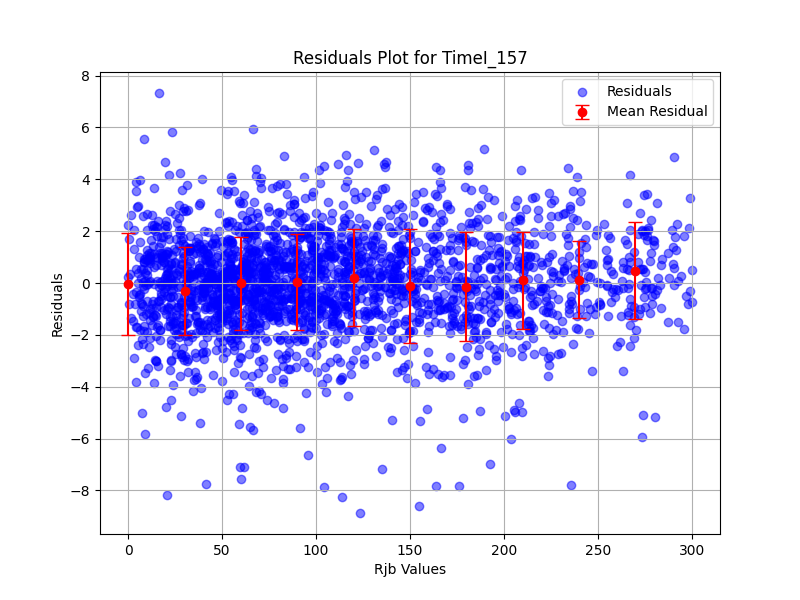 Residuals Plot for TimeI_157
Residuals
Mean Residual
Residuals
8
6
4
2
0
−2
−4
−6
−8
0 50 100 150 200 250 300
Rjb Values